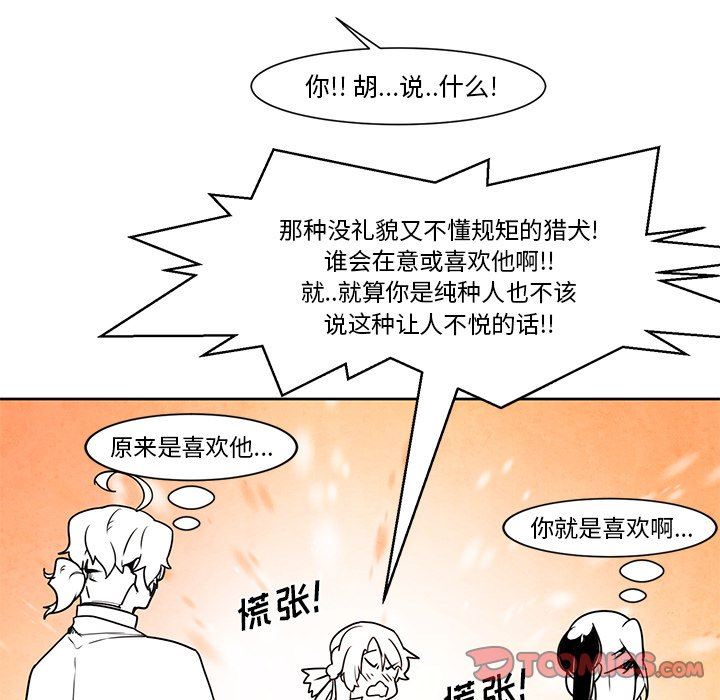 你!! 胡...说..什么!
那种没礼貌又不懂规矩的猎犬!
谁会在意或喜欢他啊!!
就..就算你是纯种人也不该
说这种让人不悦的话!!
原来是喜欢他...
你就是喜欢啊...
慌张!
慌张!
TOOMICS.COM